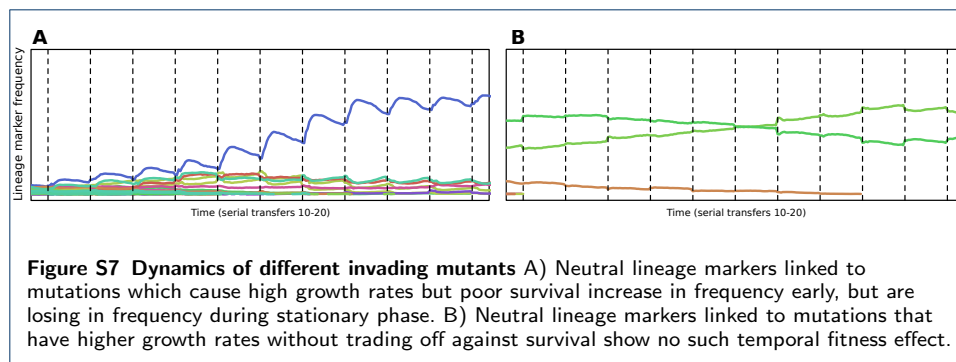 A
B
Lineage marker frequency
Time (serial transfers 10-20)
Time (serial transfers 10-20)
Figure S7 Dynamics of different invading mutants A) Neutral lineage markers linked to
mutations which cause high growth rates but poor survival increase in frequency early, but are
losing in frequency during stationary phase. B) Neutral lineage markers linked to mutations that
have higher growth rates without trading off against survival show no such temporal fitness effect.